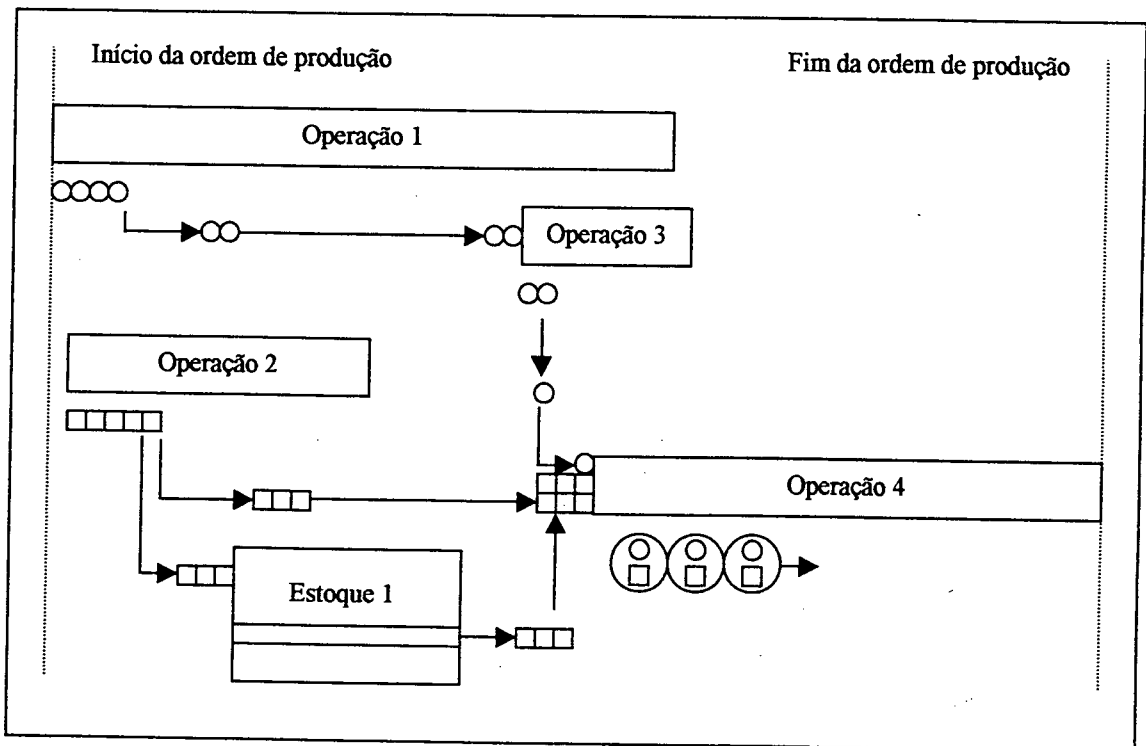 Início da ordem de produção
Fim da ordem de produção
Operação 1
Operação 3
Operação 2
Operação 4
Estoque 1